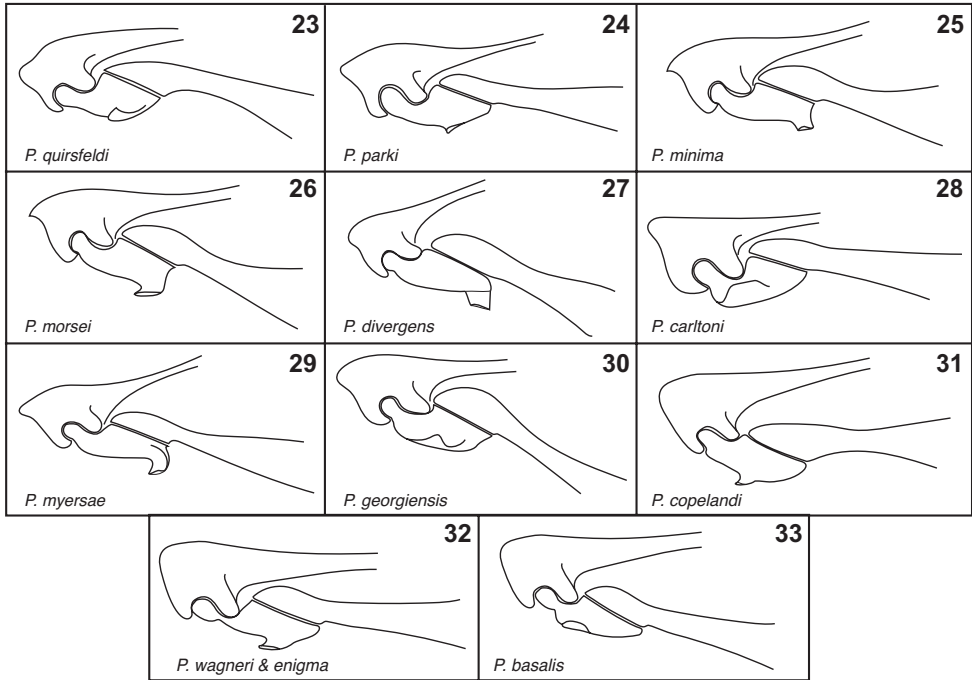 23
P. quirsfeldi
24
P. parki
25
P. minima
26
P. morsei
27
P. divergens
28
P. carltoni
29
P. myersae
30
P. georgiensis
31
P. copelandi
32
P. wagneri & enigma
33
P. basalis